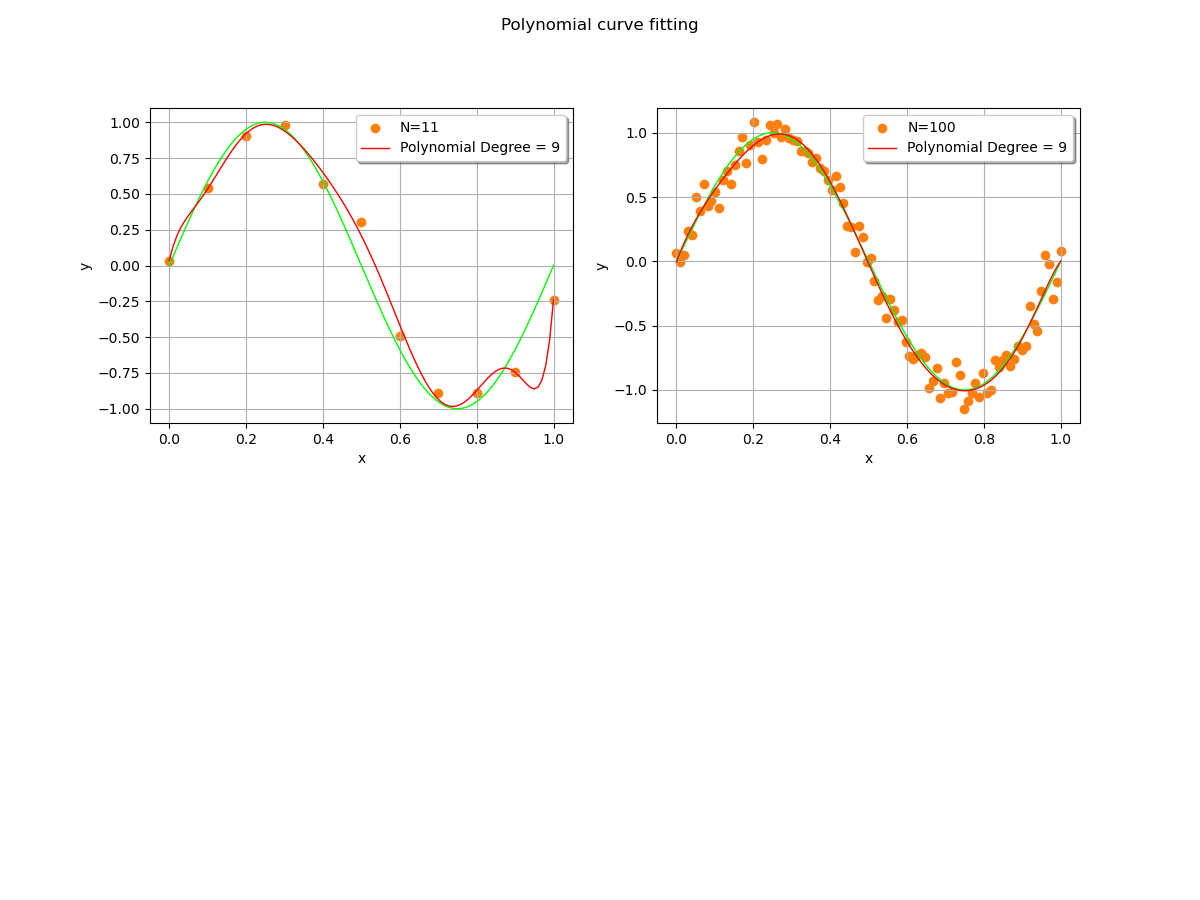 Polynomial curve fitting
N=11
Polynomial Degree = 9
1.00
0.75
0.50
0.25
0.00
−0.25
−0.50
−0.75
−1.00
y
0.0 0.2 0.4 0.6 0.8 1.0
x
N=100
Polynomial Degree = 9
1.0
0.5
0.0
−0.5
−1.0
y
0.0 0.2 0.4 0.6 0.8 1.0
x